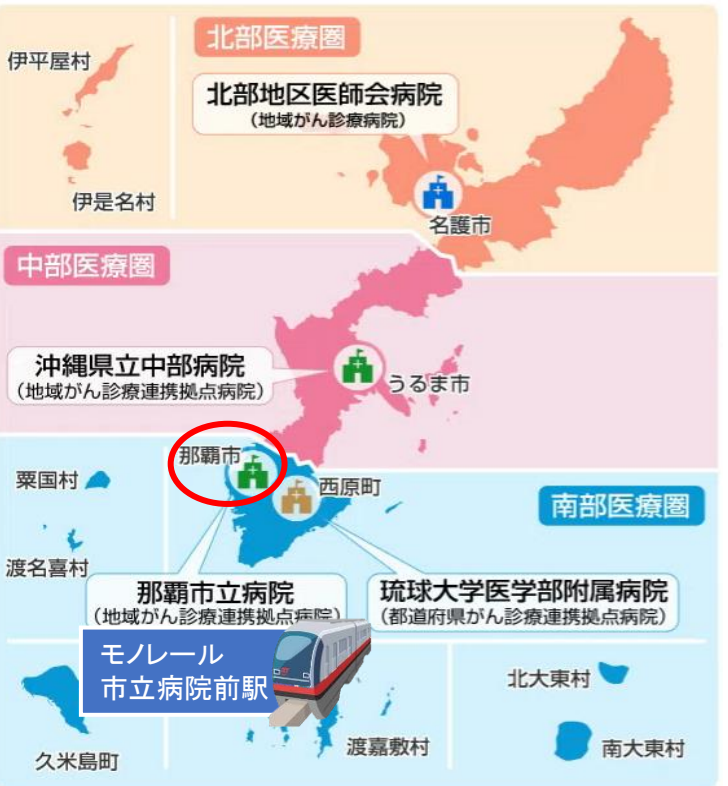 北部医療圏
伊平屋村
北部地区医師会病院
(地域がん診療病院)
伊是名村
名護市
中部医療圏
沖縄県立中部病院
(地域がん診療連携拠点病院)
うるま市
那覇市
粟国村
西原町
南部医療圏
渡名喜村
那覇市立病院
(地域がん診療連携拠点病院)
琉球大学医学部附属病院
(都道府県がん診療連携拠点病院)
モノレール
市立病院前駅
北大東村
久米島町
渡嘉敷村
南大東村